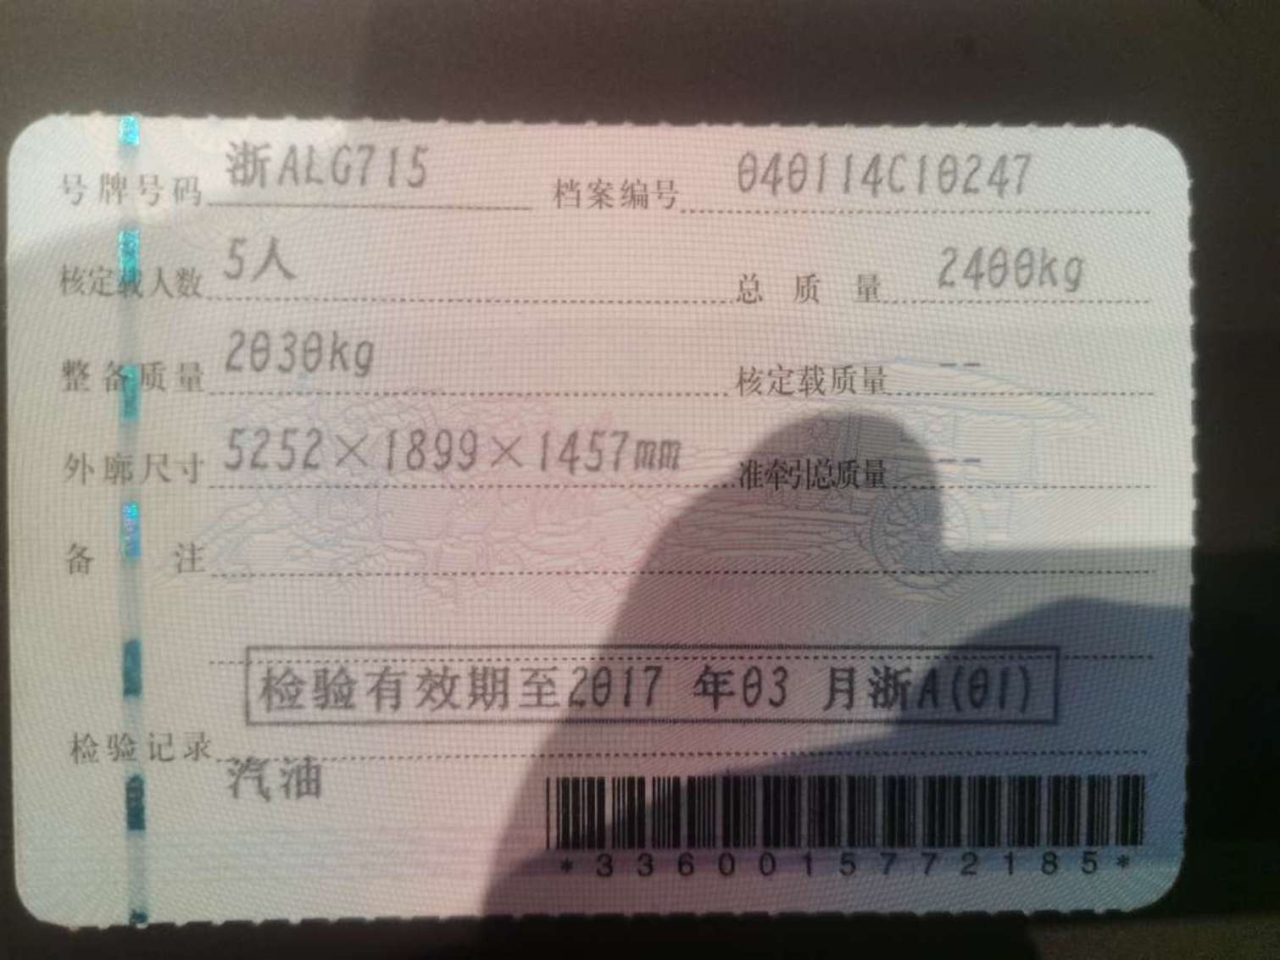 号牌号码 浙ALG715 档案编号 040114C10247
核定载人数 5人 总质量 2400kg
整备质量 2030kg 核定载质量 --
外廓尺寸 5252×1899×1457mm 准牵引总质量 --
备注
检验有效期至2017 年03 月浙A(01)
检验记录
汽油
*3360015772185*